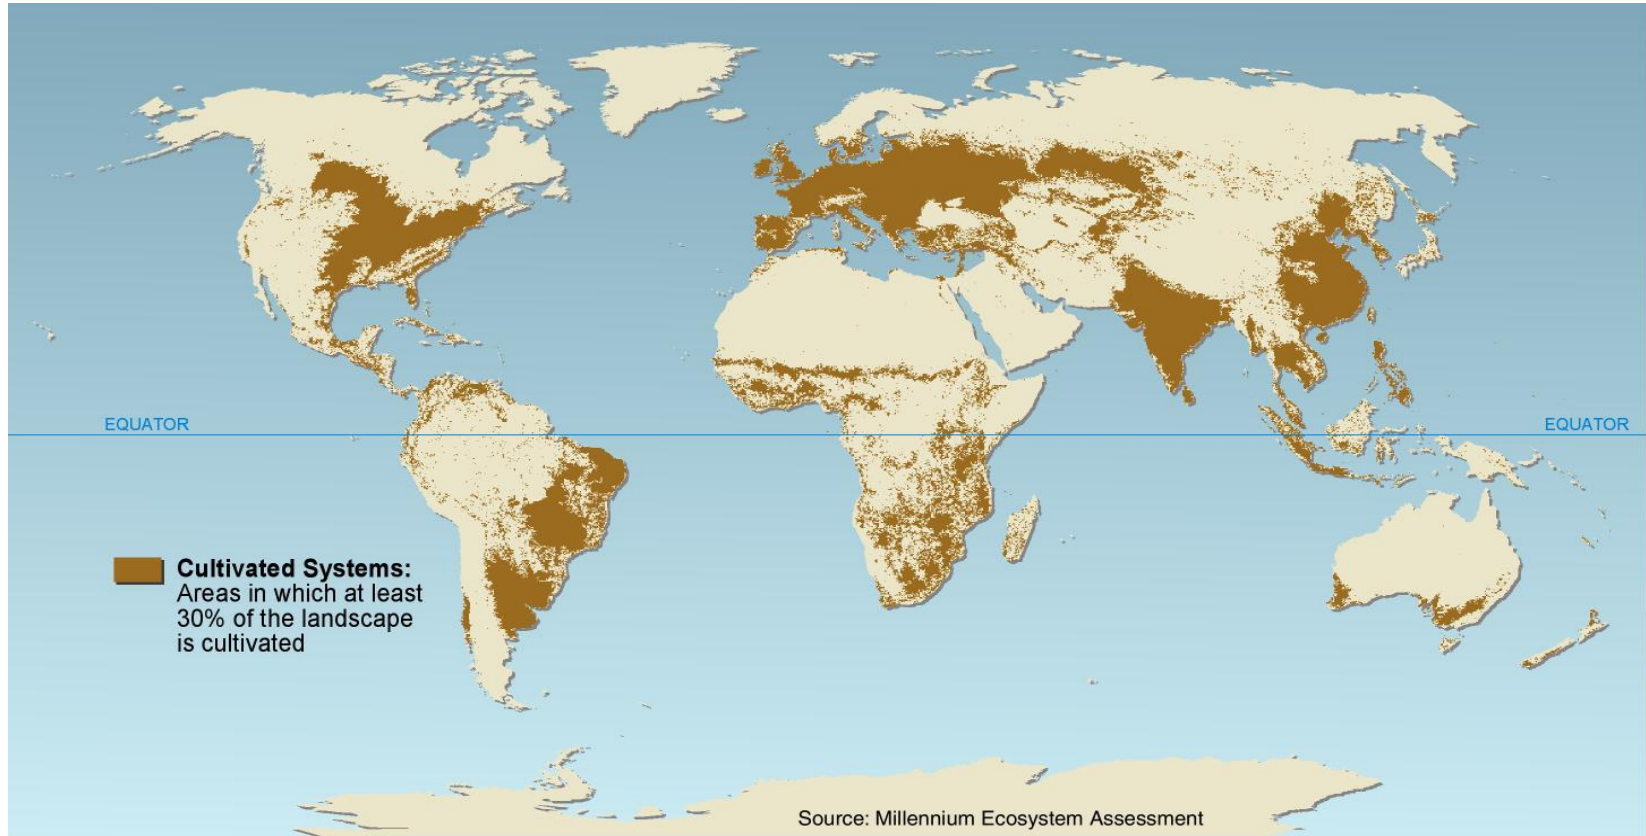 EQUATOR
EQUATOR
Cultivated Systems:
Areas in which at least
30% of the landscape
is cultivated
Source: Millennium Ecosystem Assessment